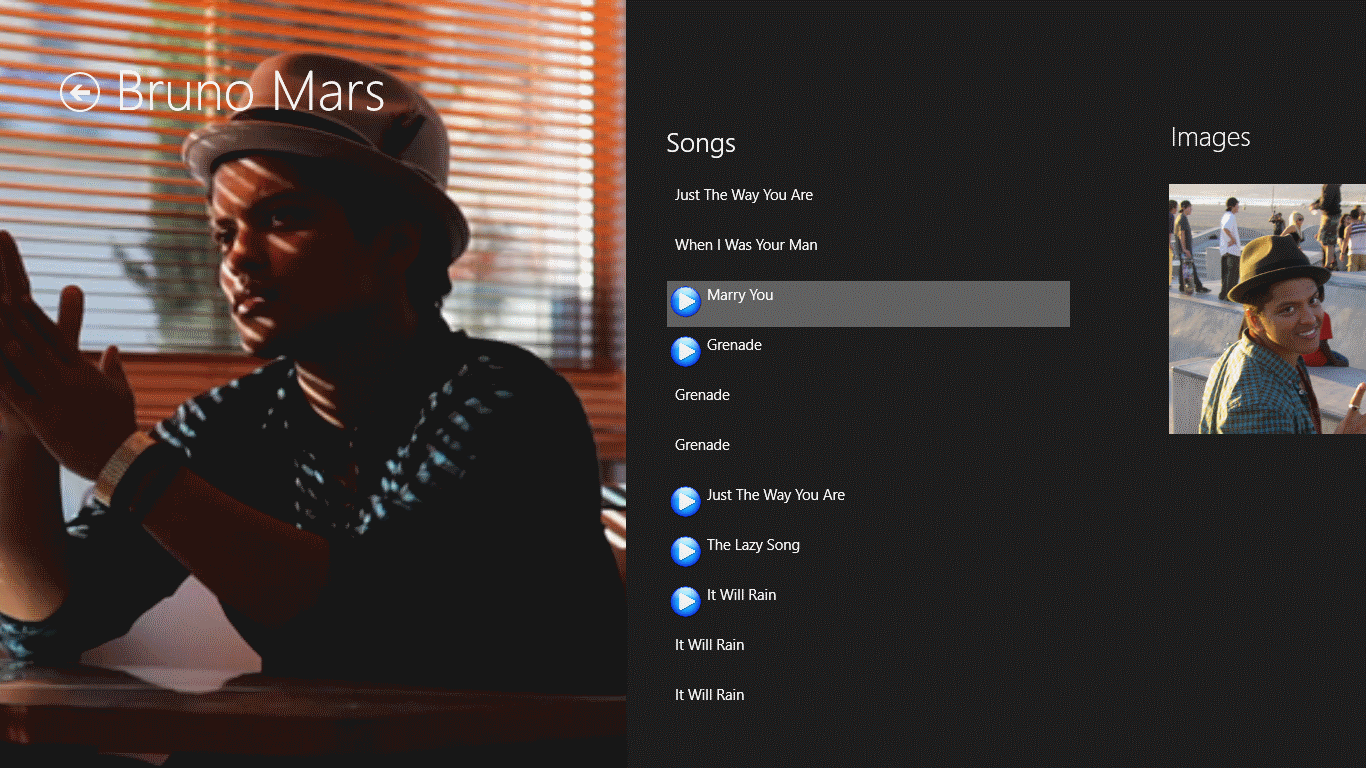 Bruno Mars
Songs
Just The Way You Are
When I Was Your Man
Marry You
Grenade
Grenade
Grenade
Just The Way You Are
The Lazy Song
It Will Rain
It Will Rain
It Will Rain
Images